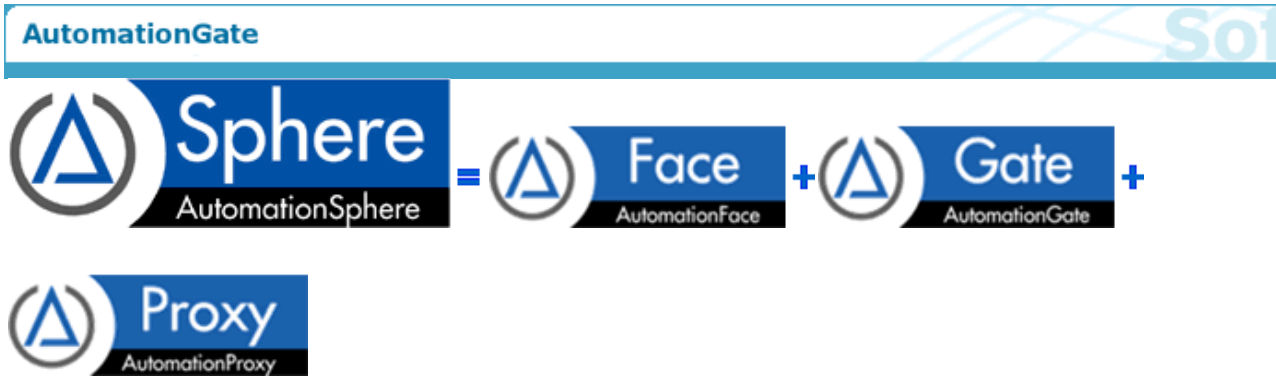 AutomationGate
Sphere
AutomationSphere
=
Face
AutomationFace
+
Gate
AutomationGate
+
Proxy
AutomationProxy